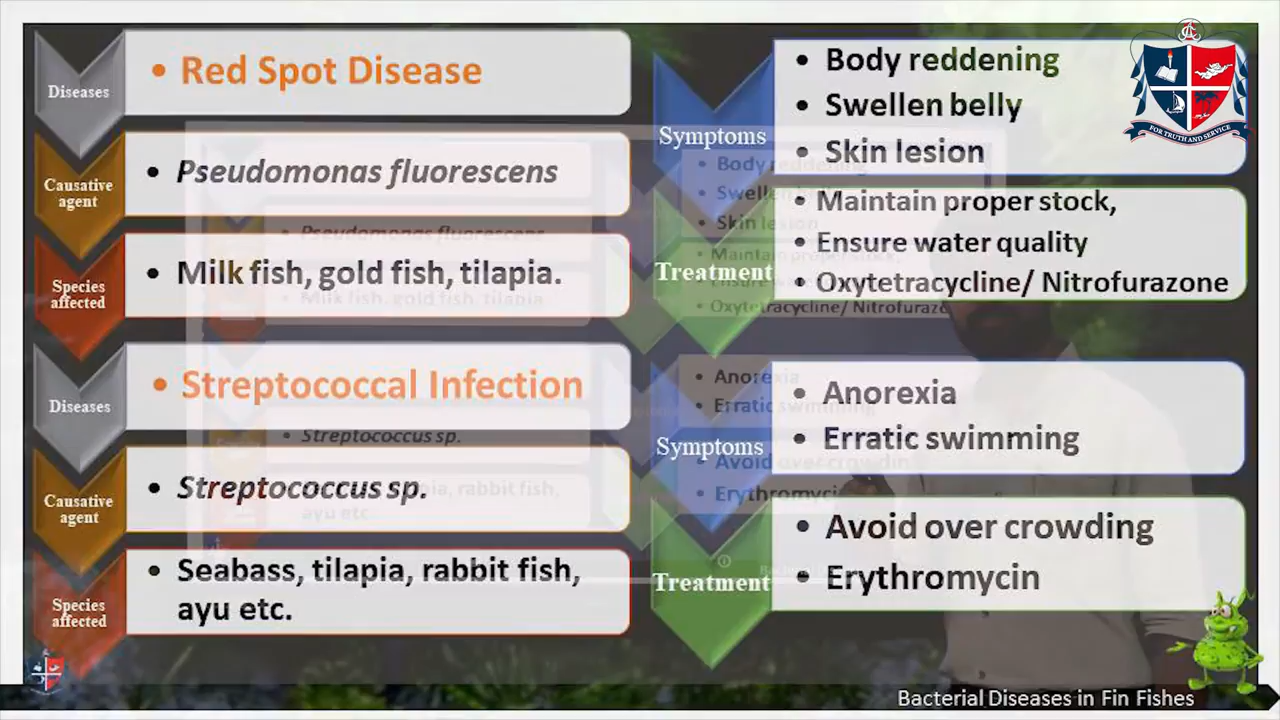 Diseases
• Red Spot Disease
Causative
agent
• Pseudomonas fluorescens
Species
affected
• Milk fish, gold fish, tilapia.
Symptoms
• Body reddening
• Swellen belly
• Skin lesion
Treatment
• Maintain proper stock,
• Ensure water quality
• Oxytetracycline/ Nitrofurazone
Diseases
• Streptococcal Infection
Causative
agent
• Streptococcus sp.
Species
affected
• Seabass, tilapia, rabbit fish,
ayu etc.
Symptoms
• Anorexia
• Erratic swimming
Treatment
• Avoid over crowding
• Erythromycin
FOR TRUTH AND SERVICE
Bacterial Diseases in Fin Fishes